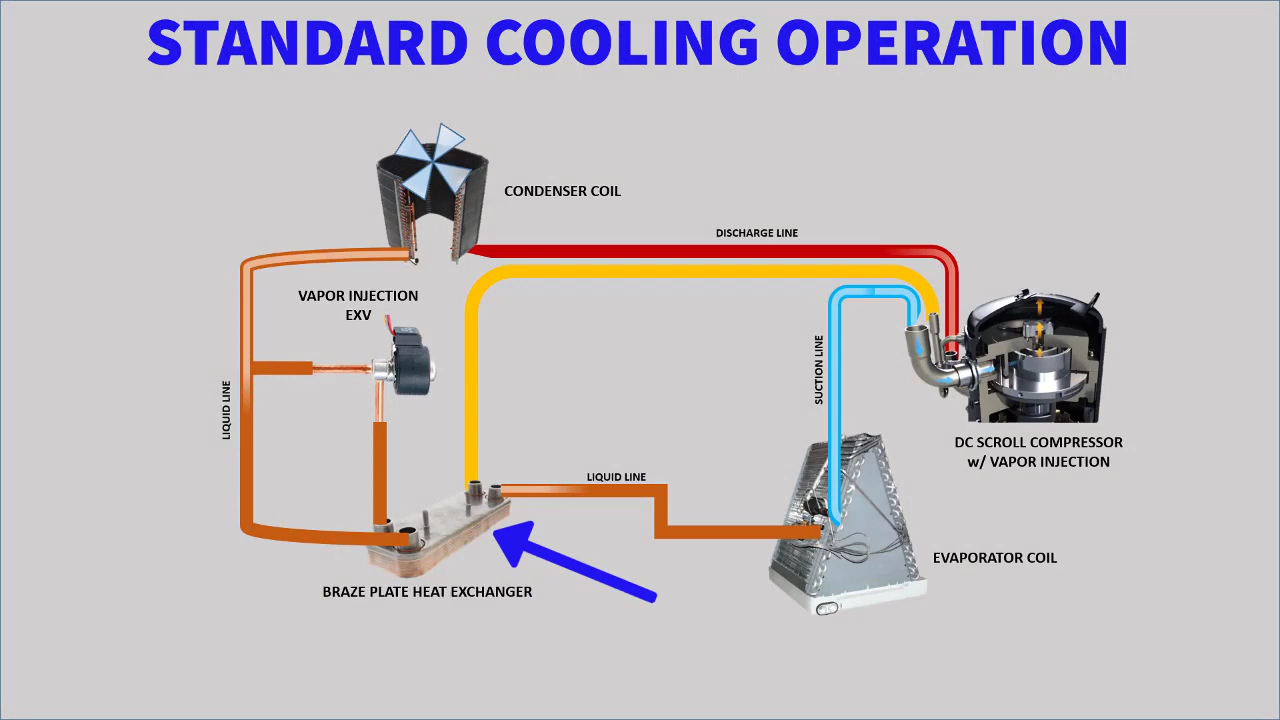 STANDARD COOLING OPERATION
CONDENSER COIL
DISCHARGE LINE
VAPOR INJECTION
EXV
SUCTION LINE
LIQUID LINE
DC SCROLL COMPRESSOR
w/ VAPOR INJECTION
LIQUID LINE
EVAPORATOR COIL
BRAZE PLATE HEAT EXCHANGER